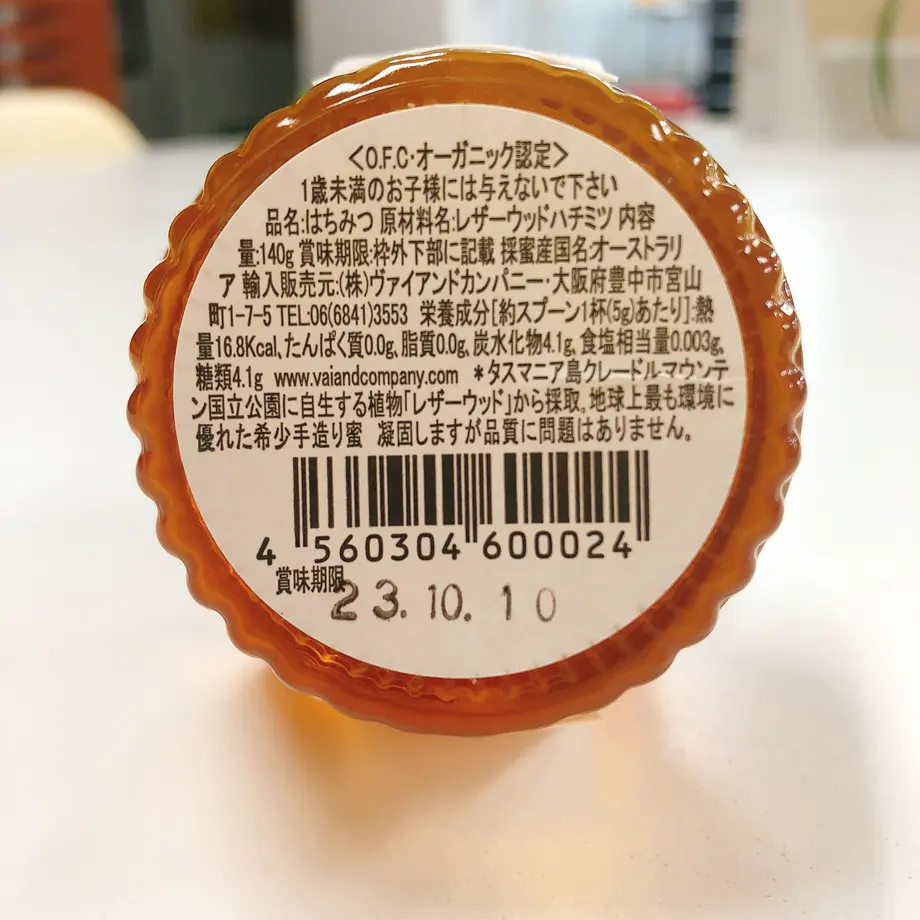 <O.F.C・オーガニック認定>
1歳未満のお子様には与えないで下さい
品名:はちみつ 原材料名:レザーウッドハチミツ 内容
量:140g 賞味期限:枠外下部に記載 採蜜産国名:オーストラリ
ア 輸入販売元:(株)ヴァイアンドカンパニー・大阪府豊中市宮山
町1-7-5 TEL:06(6841)3553 栄養成分[約スプーン1杯(5g)あたり]:熱
量16.8Kcal、たんぱく質0.0g、脂質0.0g、炭水化物4.1g、食塩相当量0.003g、
糖類4.1g www.vaiandcompany.com *タスマニア島クレードルマウンテ
ン国立公園に自生する植物「レザーウッド」から採取。地球上最も環境に
優れた希少手造り蜜 凝固しますが品質に問題はありません。
4 560304 600024
賞味期限
23.10.10